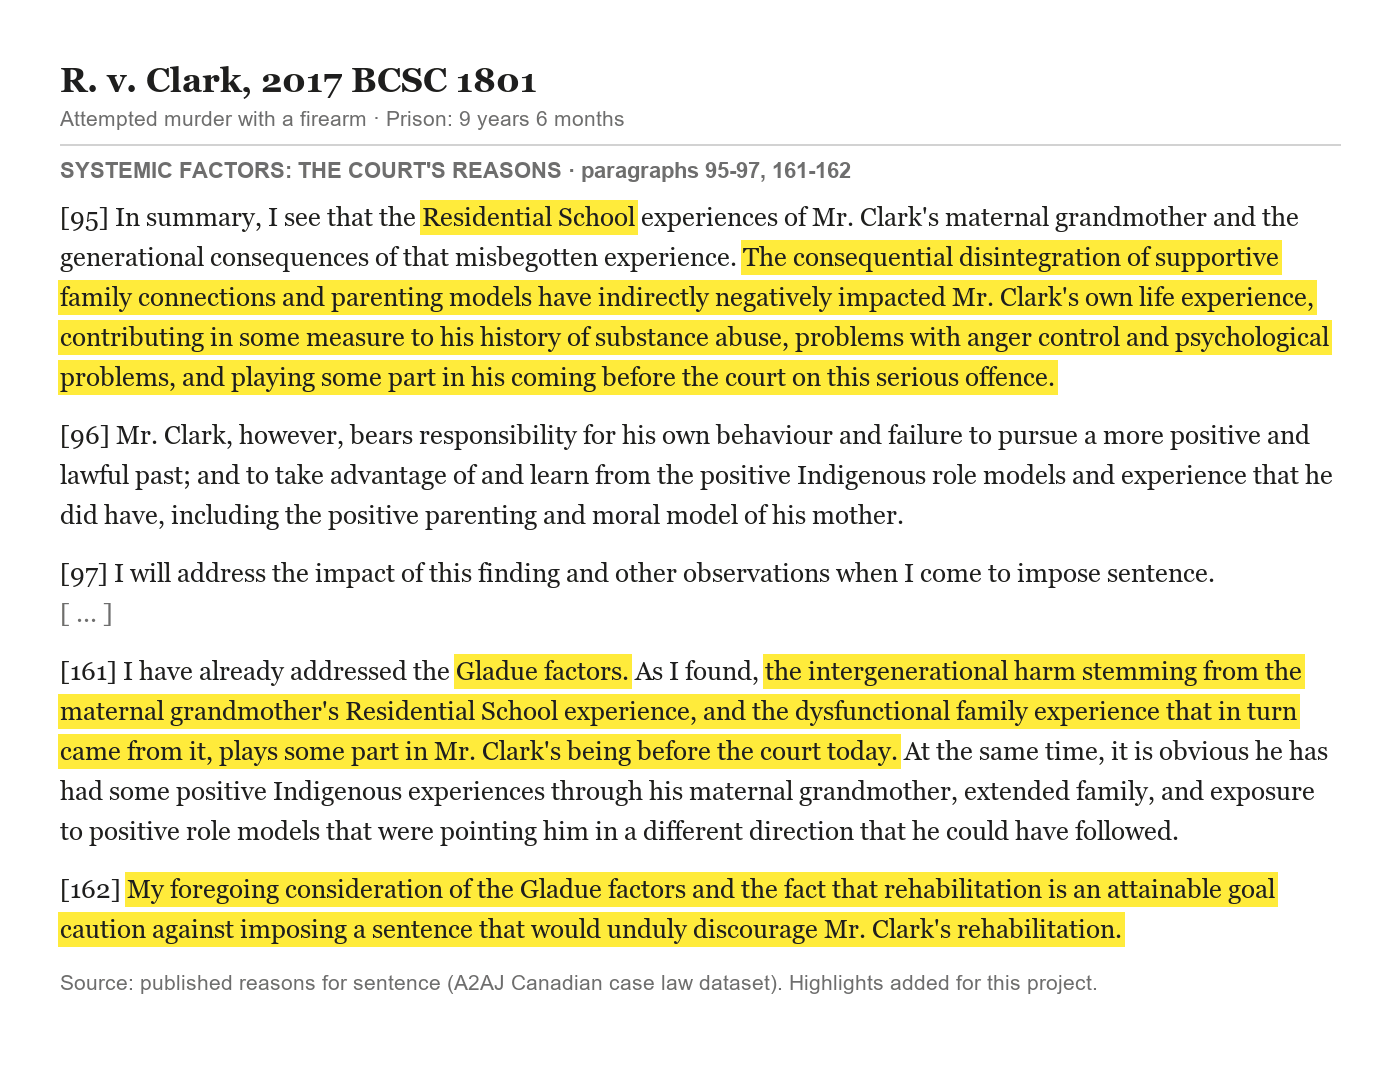 R. v. Clark, 2017 BCSC 1801
Attempted murder with a firearm · Prison: 9 years 6 months
SYSTEMIC FACTORS: THE COURT'S REASONS · paragraphs 95-97, 161-162
[95] In summary, I see that the Residential School experiences of Mr. Clark's maternal grandmother and the
generational consequences of that misbegotten experience. The consequential disintegration of supportive
family connections and parenting models have indirectly negatively impacted Mr. Clark's own life experience,
contributing in some measure to his history of substance abuse, problems with anger control and psychological
problems, and playing some part in his coming before the court on this serious offence.
[96] Mr. Clark, however, bears responsibility for his own behaviour and failure to pursue a more positive and
lawful past; and to take advantage of and learn from the positive Indigenous role models and experience that he
did have, including the positive parenting and moral model of his mother.
[97] I will address the impact of this finding and other observations when I come to impose sentence.
[ ... ]
[161] I have already addressed the Gladue factors. As I found, the intergenerational harm stemming from the
maternal grandmother's Residential School experience, and the dysfunctional family experience that in turn
came from it, plays some part in Mr. Clark's being before the court today. At the same time, it is obvious he has
had some positive Indigenous experiences through his maternal grandmother, extended family, and exposure
to positive role models that were pointing him in a different direction that he could have followed.
[162] My foregoing consideration of the Gladue factors and the fact that rehabilitation is an attainable goal
caution against imposing a sentence that would unduly discourage Mr. Clark's rehabilitation.
Source: published reasons for sentence (A2AJ Canadian case law dataset). Highlights added for this project.